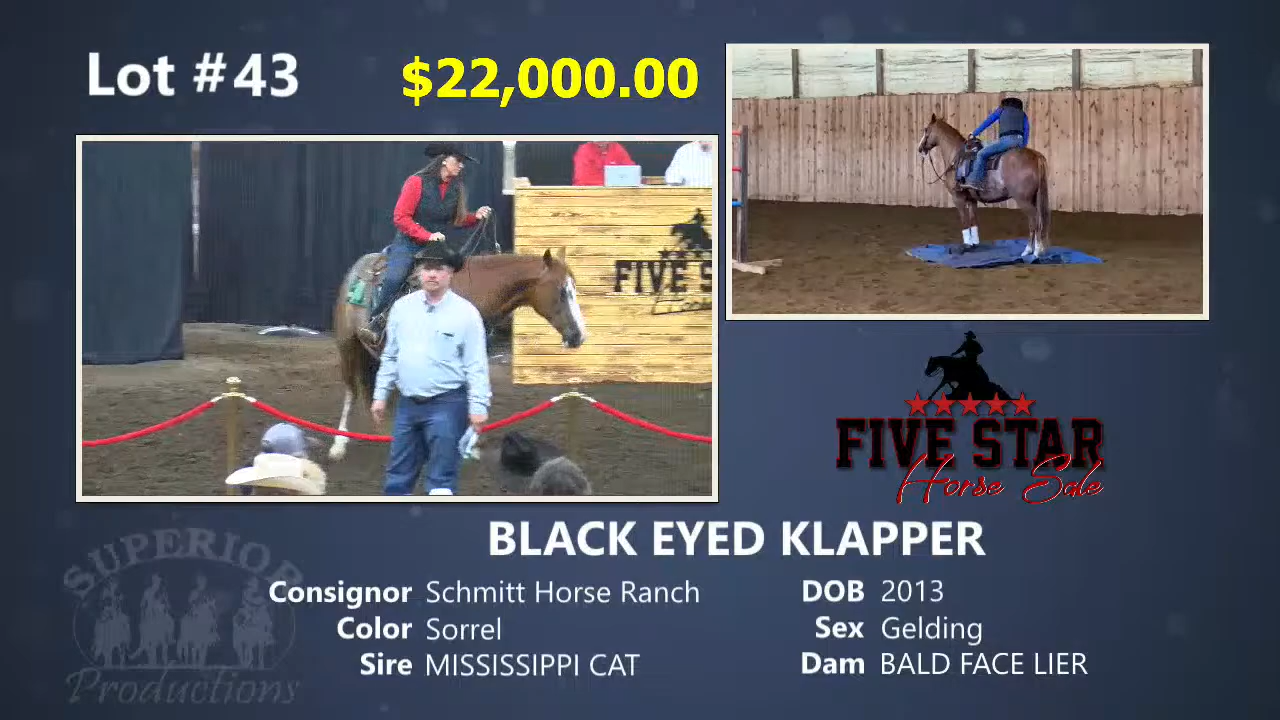 Lot #43
$22,000.00
FIVE S
FIVE STAR
Horse Sale
BLACK EYED KLAPPER
Consignor Schmitt Horse Ranch
DOB 2013
Color Sorrel
Sex Gelding
Sire MISSISSIPPI CAT
Dam BALD FACE LIER
SUPERIOR
Productions